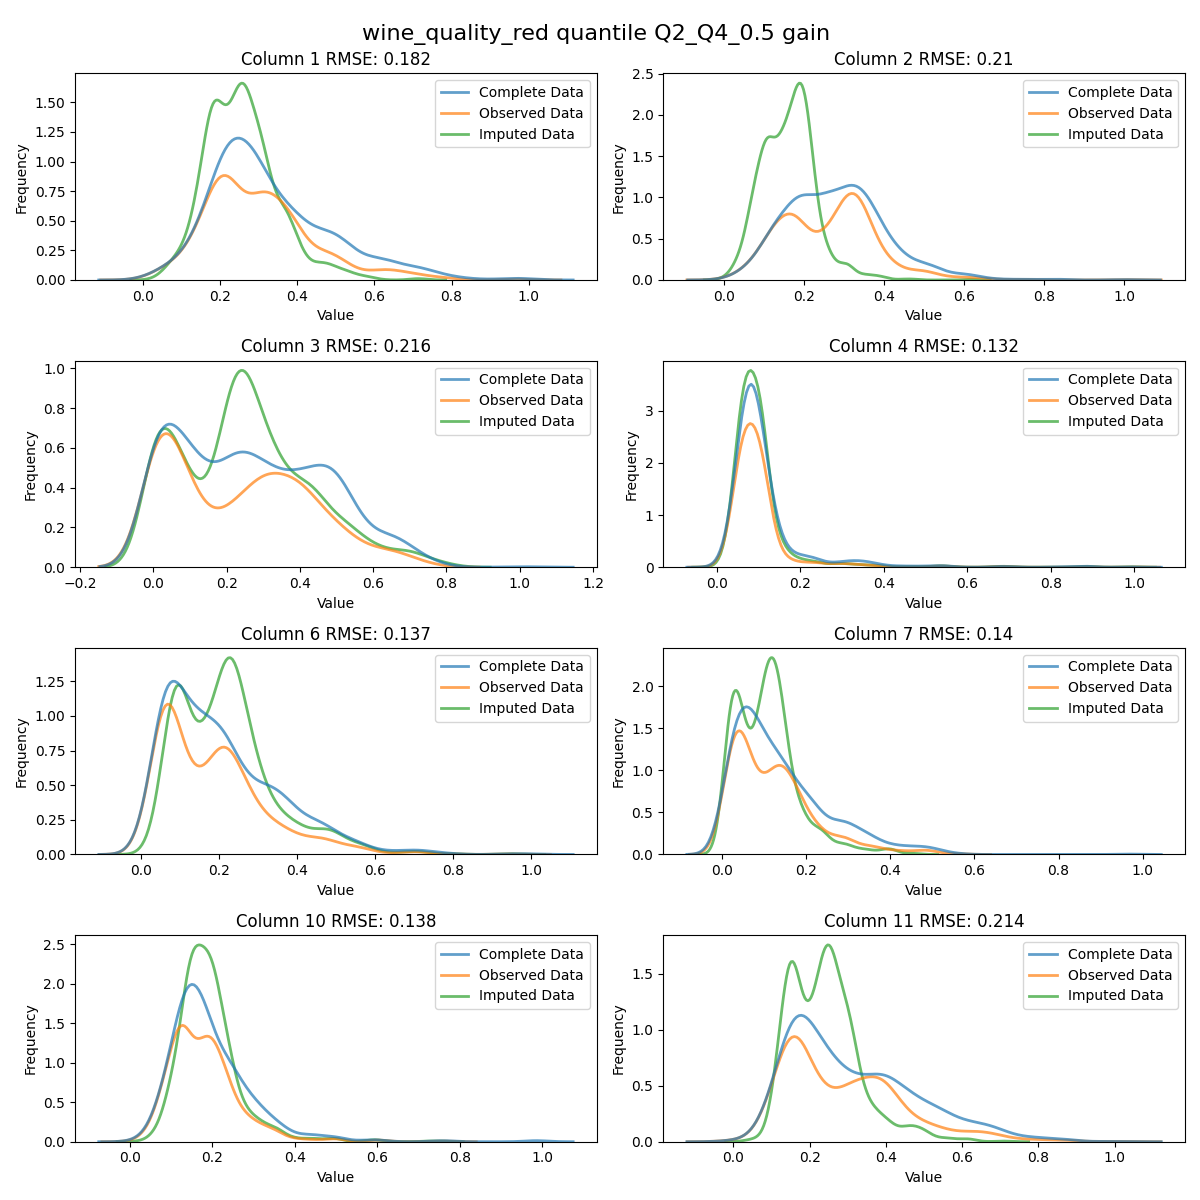 wine_quality_red quantile Q2_Q4_0.5 gain
Column 1 RMSE: 0.182
Frequency
1.50
1.25
1.00
0.75
0.50
0.25
0.00
Complete Data
Observed Data
Imputed Data
0.0 0.2 0.4 0.6 0.8 1.0
Value
Column 2 RMSE: 0.21
Frequency
2.5
2.0
1.5
1.0
0.5
0.0
Complete Data
Observed Data
Imputed Data
0.0 0.2 0.4 0.6 0.8 1.0
Value
Column 3 RMSE: 0.216
Frequency
1.0
0.8
0.6
0.4
0.2
0.0
Complete Data
Observed Data
Imputed Data
−0.2 0.0 0.2 0.4 0.6 0.8 1.0 1.2
Value
Column 4 RMSE: 0.132
Frequency
3
2
1
0
Complete Data
Observed Data
Imputed Data
0.0 0.2 0.4 0.6 0.8 1.0
Value
Column 6 RMSE: 0.137
Frequency
1.25
1.00
0.75
0.50
0.25
0.00
Complete Data
Observed Data
Imputed Data
0.0 0.2 0.4 0.6 0.8 1.0
Value
Column 7 RMSE: 0.14
Frequency
2.0
1.5
1.0
0.5
0.0
Complete Data
Observed Data
Imputed Data
0.0 0.2 0.4 0.6 0.8 1.0
Value
Column 10 RMSE: 0.138
Frequency
2.5
2.0
1.5
1.0
0.5
0.0
Complete Data
Observed Data
Imputed Data
0.0 0.2 0.4 0.6 0.8 1.0
Value
Column 11 RMSE: 0.214
Frequency
1.5
1.0
0.5
0.0
Complete Data
Observed Data
Imputed Data
0.0 0.2 0.4 0.6 0.8 1.0
Value